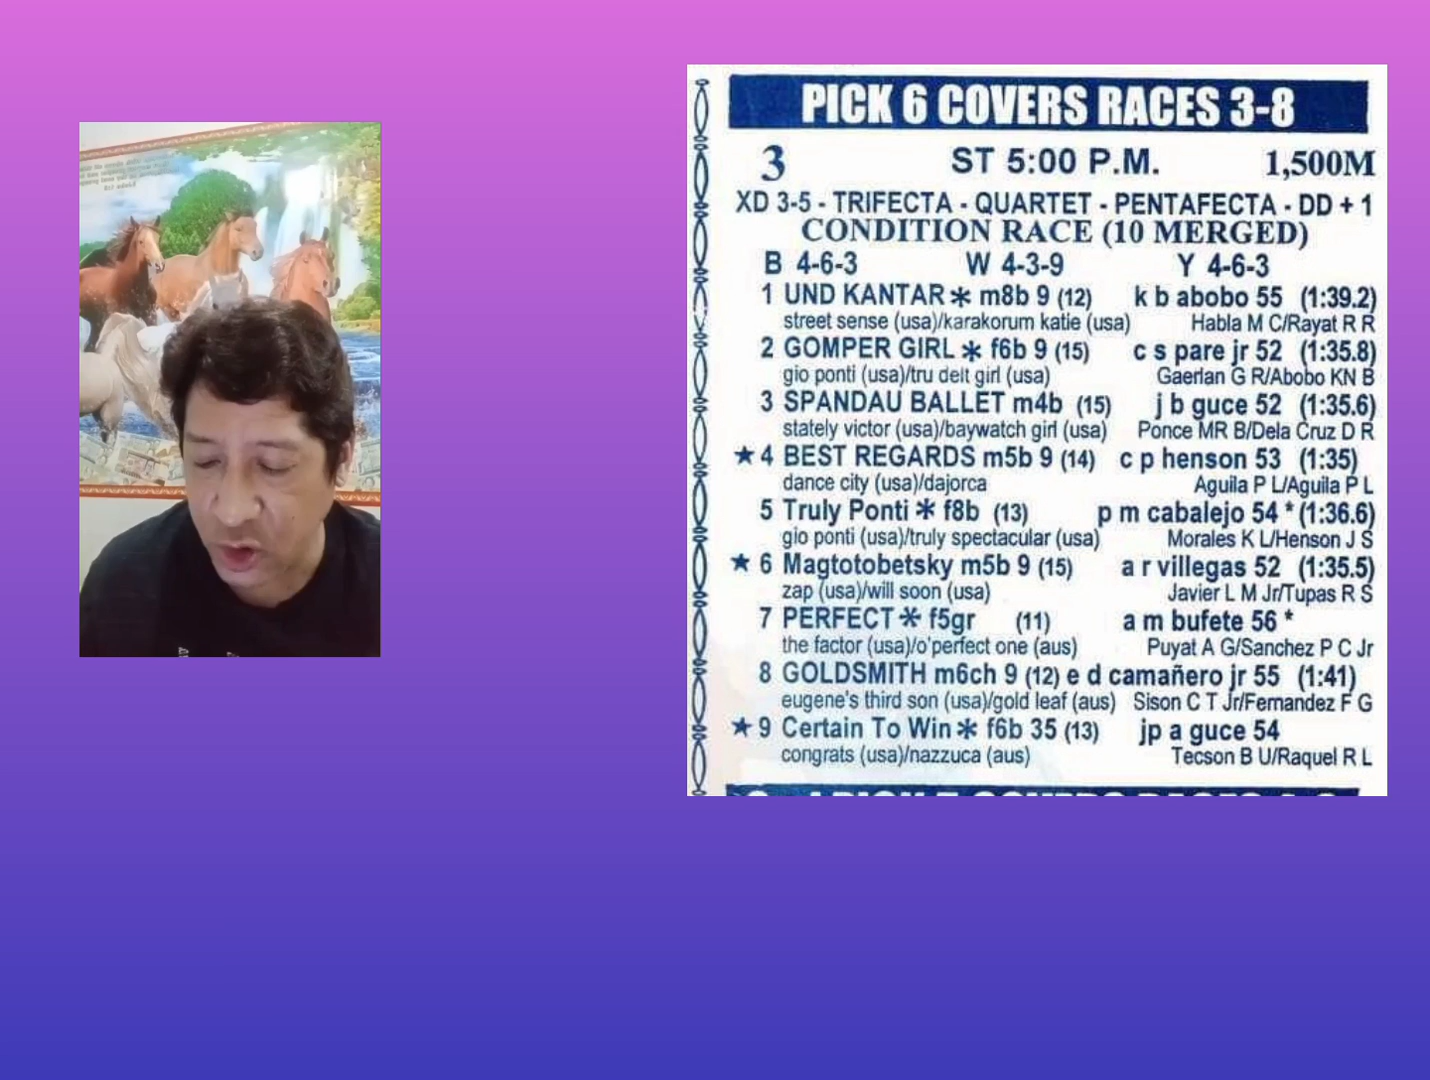 PICK 6 COVERS RACES 3-8
3 ST 5:00 P.M. 1,500M
XD 3-5 - TRIFECTA - QUARTET - PENTAFECTA - DD + 1
CONDITION RACE (10 MERGED)
B 4-6-3 W 4-3-9 Y 4-6-3
1 UND KANTAR * m8b 9 (12) k b abobo 55 (1:39.2)
street sense (usa)/karakorum katie (usa) Habla M C/Rayat R R
2 GOMPER GIRL * f6b 9 (15) c s pare jr 52 (1:35.8)
gio ponti (usa)/tru delt girl (usa) Gaerlan G R/Abobo KN B
3 SPANDAU BALLET m4b (15) j b guce 52 (1:35.6)
stately victor (usa)/baywatch girl (usa) Ponce MR B/Dela Cruz D R
★ 4 BEST REGARDS m5b 9 (14) c p henson 53 (1:35)
dance city (usa)/dajorca Aguila P L/Aguila P L
5 Truly Ponti * f8b (13) p m cabalejo 54 * (1:36.6)
gio ponti (usa)/truly spectacular (usa) Morales K L/Henson J S
★ 6 Magtotobetsky m5b 9 (15) a r villegas 52 (1:35.5)
zap (usa)/will soon (usa) Javier L M Jr/Tupas R S
7 PERFECT * f5gr (11) a m bufete 56 *
the factor (usa)/o'perfect one (aus) Puyat A G/Sanchez P C Jr
8 GOLDSMITH m6ch 9 (12) e d camañero jr 55 (1:41)
eugene's third son (usa)/gold leaf (aus) Sison C T Jr/Fernandez F G
★ 9 Certain To Win * f6b 35 (13) jp a guce 54
congrats (usa)/nazzuca (aus) Tecson B U/Raquel R L